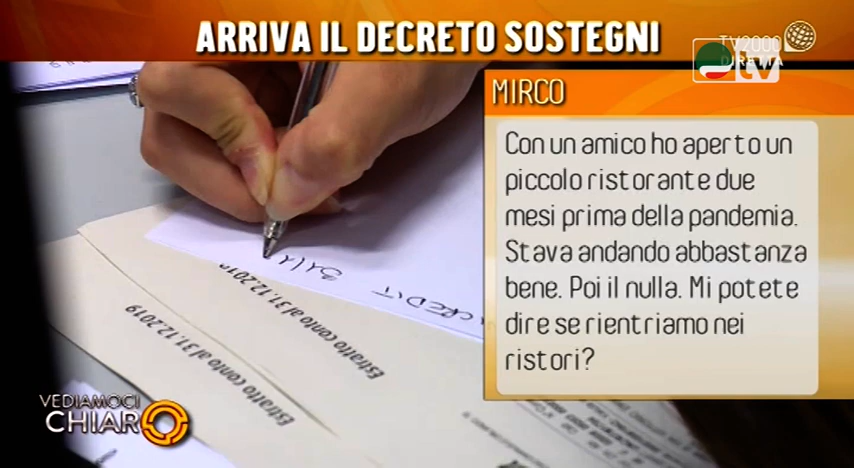 ARRIVA IL DECRETO SOSTEGNI
TV2000
DIRETTA
tv
MIRCO
Con un amico ho aperto un
piccolo ristorante due
mesi prima della pandemia.
Stava andando abbastanza
bene. Poi il nulla. Mi potete
dire se rientriamo nei
ristori?
Estratto conto al 31.12.2019
Estratto conto al 31.12.2019
VEDIAMOCI
CHIARO